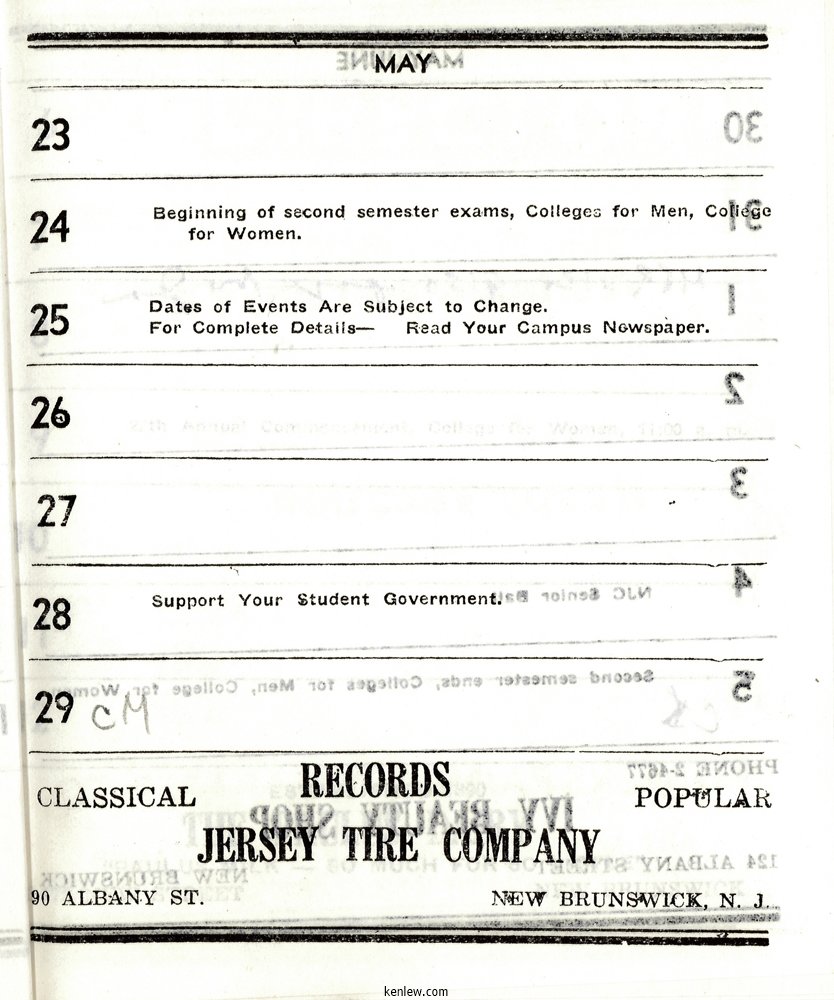 MAY
23
24 Beginning of second semester exams, Colleges for Men, College
for Women.
25 Dates of Events Are Subject to Change.
For Complete Details— Read Your Campus Newspaper.
26
27
28 Support Your Student Government.
29 CM
RECORDS
CLASSICAL POPULAR
JERSEY TIRE COMPANY
90 ALBANY ST. NEW BRUNSWICK, N. J.
kenlew.com